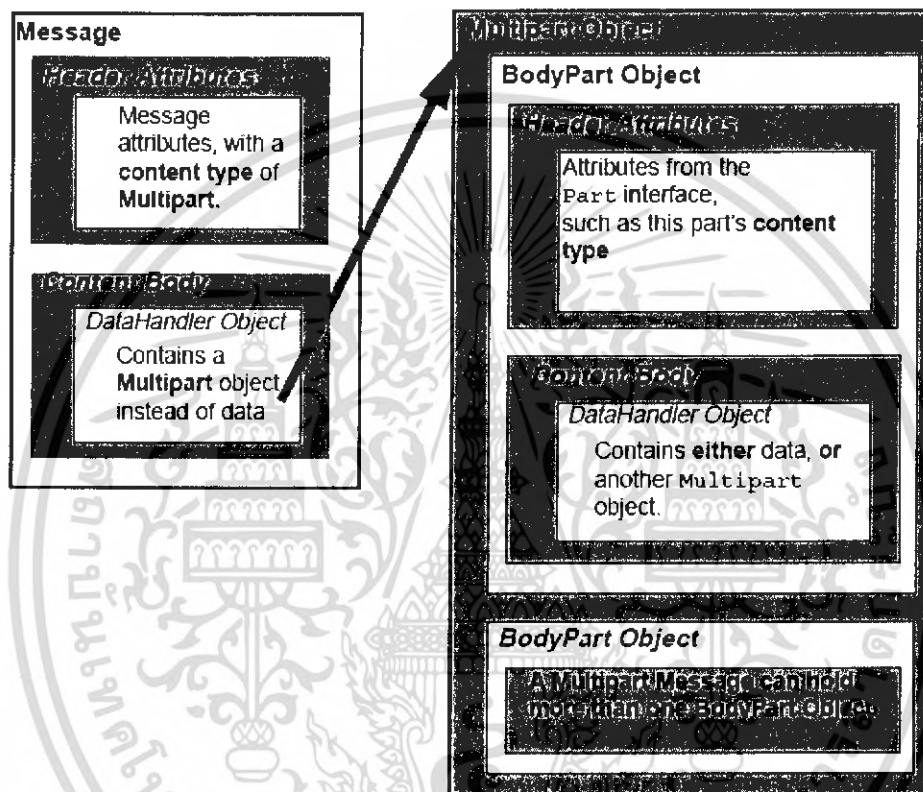 Message
Header Attributes
Message
attributes, with a
content type of
Multipart.
Content Body
DataHandler Object
Contains a
Multipart object
instead of data
Multipart Object
BodyPart Object
Header Attributes
Attributes from the
Part interface,
such as this part's content
type
Content Body
DataHandler Object
Contains either data, or
another Multipart
object.
BodyPart Object
A Multipart Message can hold
more than one BodyPart Object